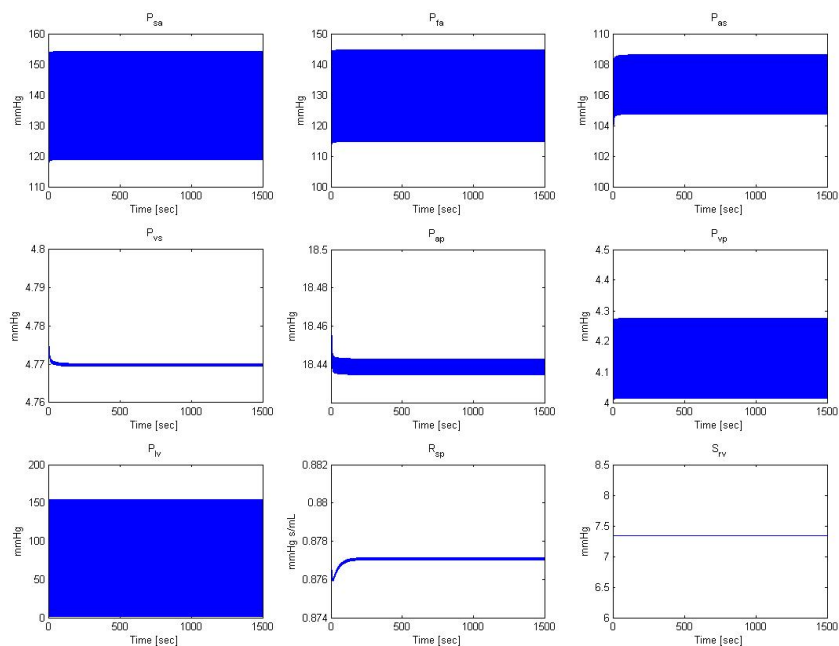 P_sa
160
150
140
130
120
110
mmHg
0 500 1000 1500
Time [sec]
P_fa
150
140
130
120
110
100
mmHg
0 500 1000 1500
Time [sec]
P_as
110
108
106
104
102
100
mmHg
0 500 1000 1500
Time [sec]
P_vs
4.8
4.79
4.78
4.77
4.76
mmHg
0 500 1000 1500
Time [sec]
P_ap
18.5
18.48
18.46
18.44
mmHg
0 500 1000 1500
Time [sec]
P_vp
4.5
4.4
4.3
4.2
4.1
4
mmHg
0 500 1000 1500
Time [sec]
P_lv
200
150
100
50
0
mmHg
0 500 1000 1500
Time [sec]
R_sp
0.882
0.88
0.878
0.876
0.874
mmHg s/mL
0 500 1000 1500
Time [sec]
S_rv
8.5
8
7.5
7
6.5
6
mmHg
0 500 1000 1500
Time [sec]